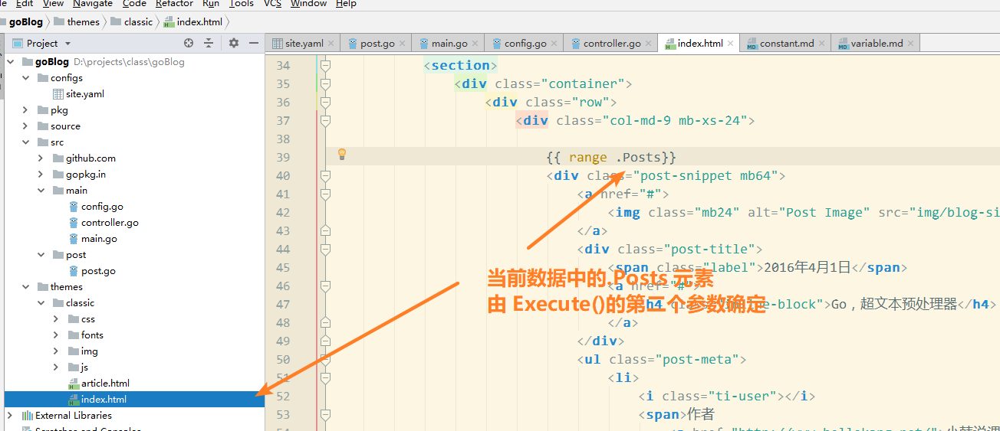 Edit View Navigate Code Refactor Run Tools VCS Window Help
goBlog themes classic index.html
Project
site.yaml post.go main.go config.go controller.go index.html constant.md variable.md
goBlog D:\projects\class\goBlog
configs
site.yaml
pkg
source
src
github.com
gopkg.in
main
config.go
controller.go
main.go
post
post.go
themes
classic
css
fonts
img
js
article.html
index.html
External Libraries
Scratches and Consoles
34 <section>
35 <div class="container">
36 <div class="row">
37 <div class="col-md-9 mb-xs-24">
38
39 {{ range .Posts}}
40 <div class="post-snippet mb64">
41 <a href="#">
42 <img class="mb24" alt="Post Image" src="img/blog-si
43 </a>
44 <div class="post-title">
45 <span class="label">2016年4月1日</span>
46 <a href="#">
47 <h4 class="inline-block">Go，超文本预处理器</h4>
48 </a>
49 </div>
50 <ul class="post-meta">
51 <li>
52 <i class="ti-user"></i>
53 <span>作者
当前数据中的.Posts 元素
由 Execute()的第二个参数确定